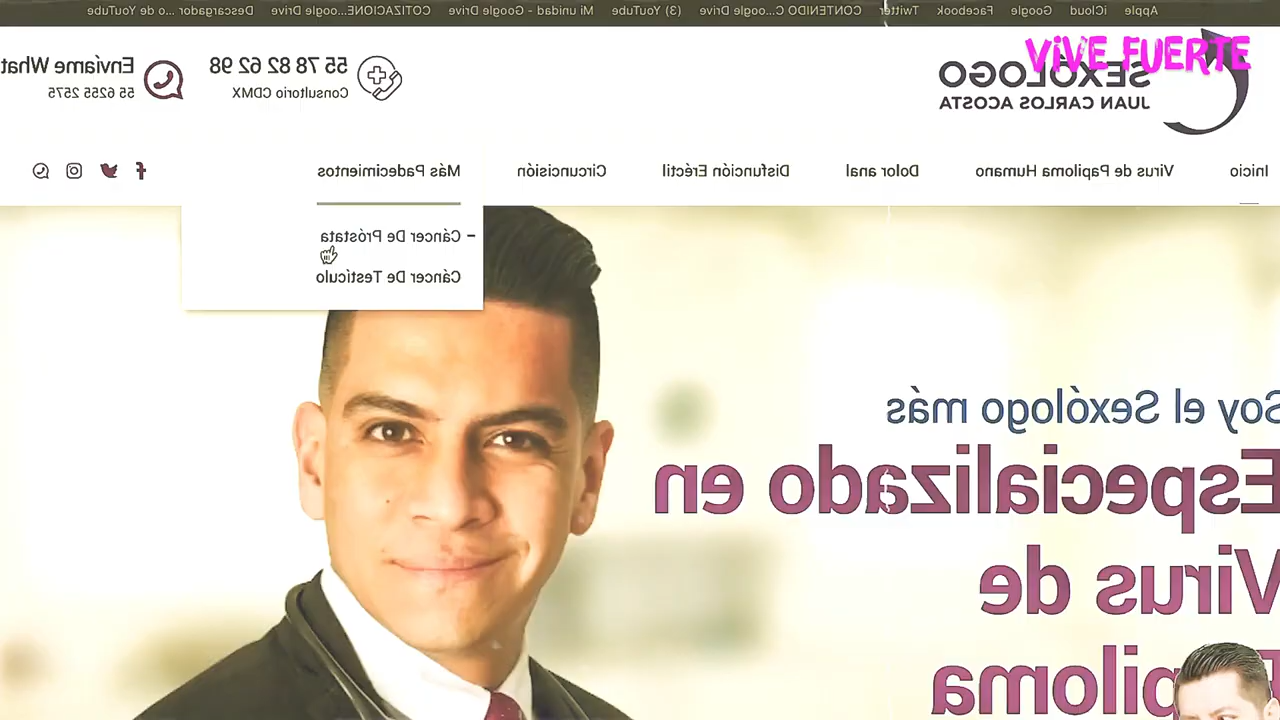 Apple iCloud Google Facebook Twitter CONTENIDO C...oogle Drive (3) YouTube Mi unidad - Google Drive COTIZACIONE...oogle Drive Descargador ...o de YouTube YouTube
ViVE FUERTE
SEXÓLOGO
JUAN CARLOS ACOSTA
55 78 82 62 98
Consultorio CDMX
Envíame What
55 6256 2575
Inicio Virus de Papiloma Humano Dolor anal Disfunción Eréctil Circuncisión Más Padecimientos
– Cáncer De Próstata
Cáncer De Testículo
Soy el Sexólogo más
Especializado en
Virus de
Papiloma